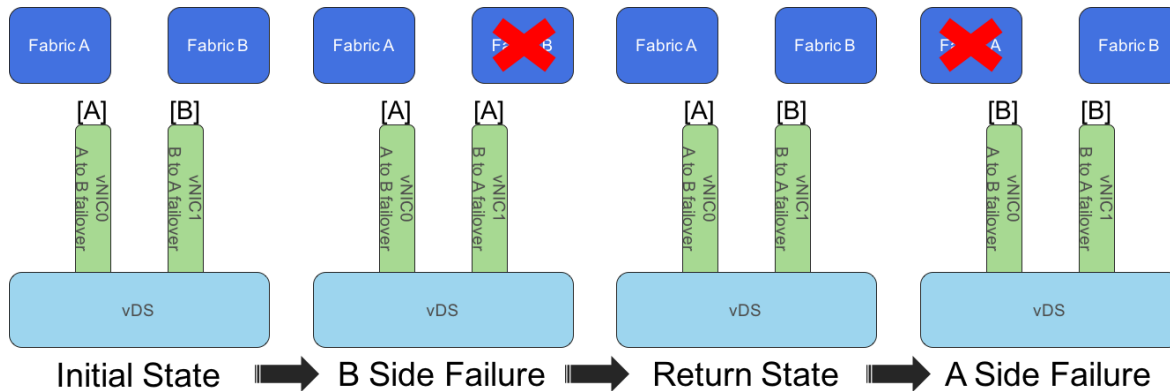 Fabric A
Fabric B
Fabric A
Fabric B
Fabric A
Fabric B
Fabric A
Fabric B
[A]
[B]
[A]
[A]
[A]
[B]
[B]
[B]
vNIC0
A to B failover
vNIC1
B to A failover
vNIC0
A to B failover
vNIC1
B to A failover
vNIC0
A to B failover
vNIC1
B to A failover
vNIC0
A to B failover
vNIC1
B to A failover
vDS
vDS
vDS
vDS
Initial State
B Side Failure
Return State
A Side Failure